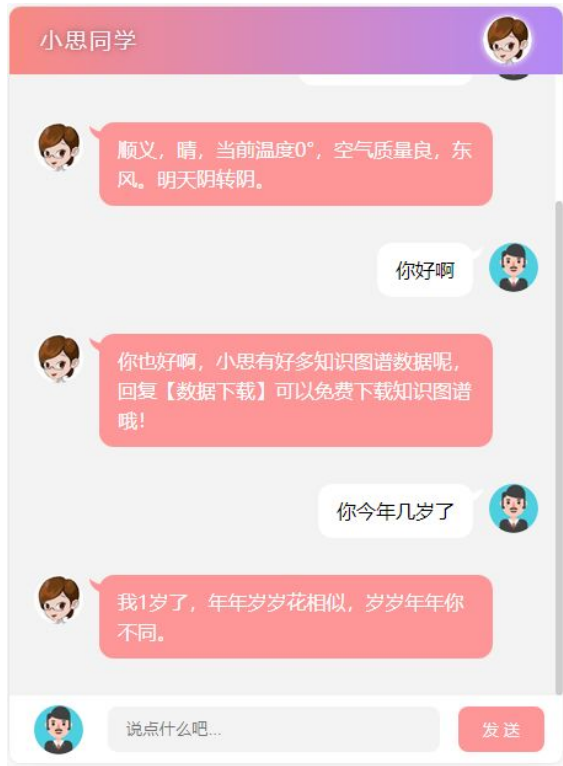 小思同学
顺义，晴，当前温度0°，空气质量良，东
风。明天阴转阴。
你好啊
你也好啊，小思有好多知识图谱数据呢，
回复【数据下载】可以免费下载知识图谱
哦！
你今年几岁了
我1岁了，年年岁岁花相似，岁岁年年你
不同。
说点什么吧...
发送